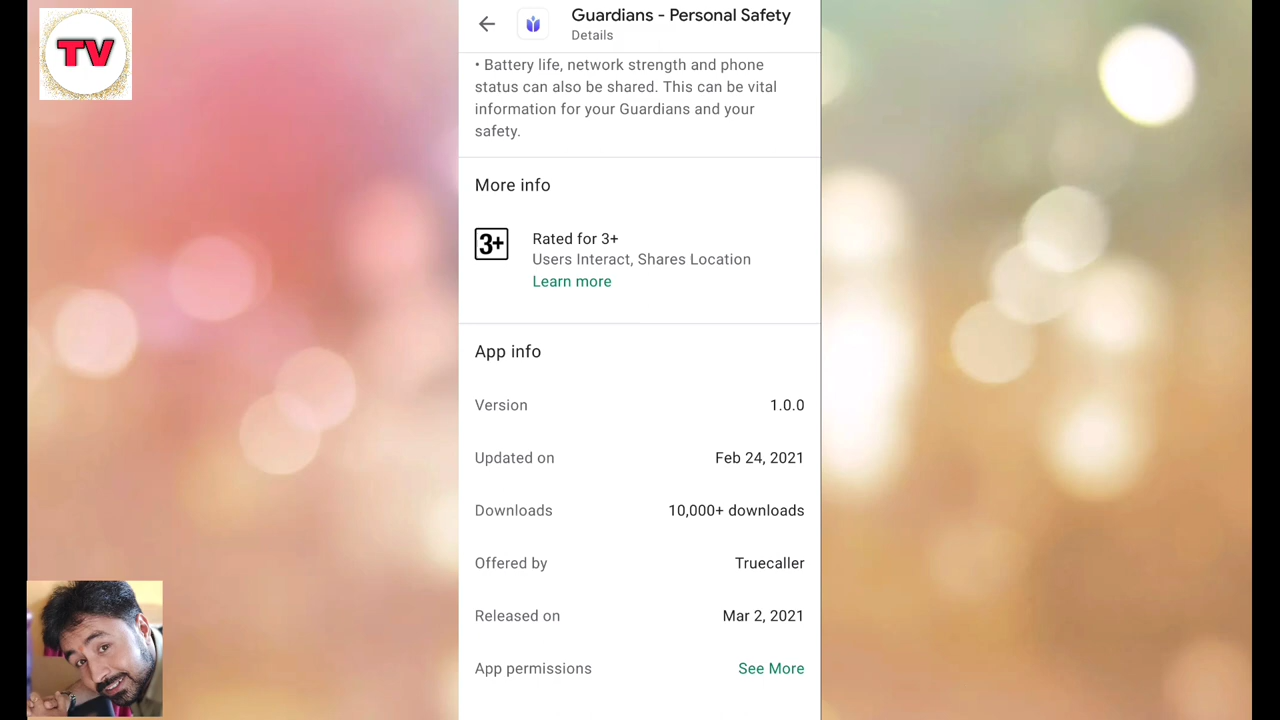 TV
Guardians - Personal Safety
Details
• Battery life, network strength and phone
status can also be shared. This can be vital
information for your Guardians and your
safety.
More info
3+
Rated for 3+
Users Interact, Shares Location
Learn more
App info
Version 1.0.0
Updated on Feb 24, 2021
Downloads 10,000+ downloads
Offered by Truecaller
Released on Mar 2, 2021
App permissions See More